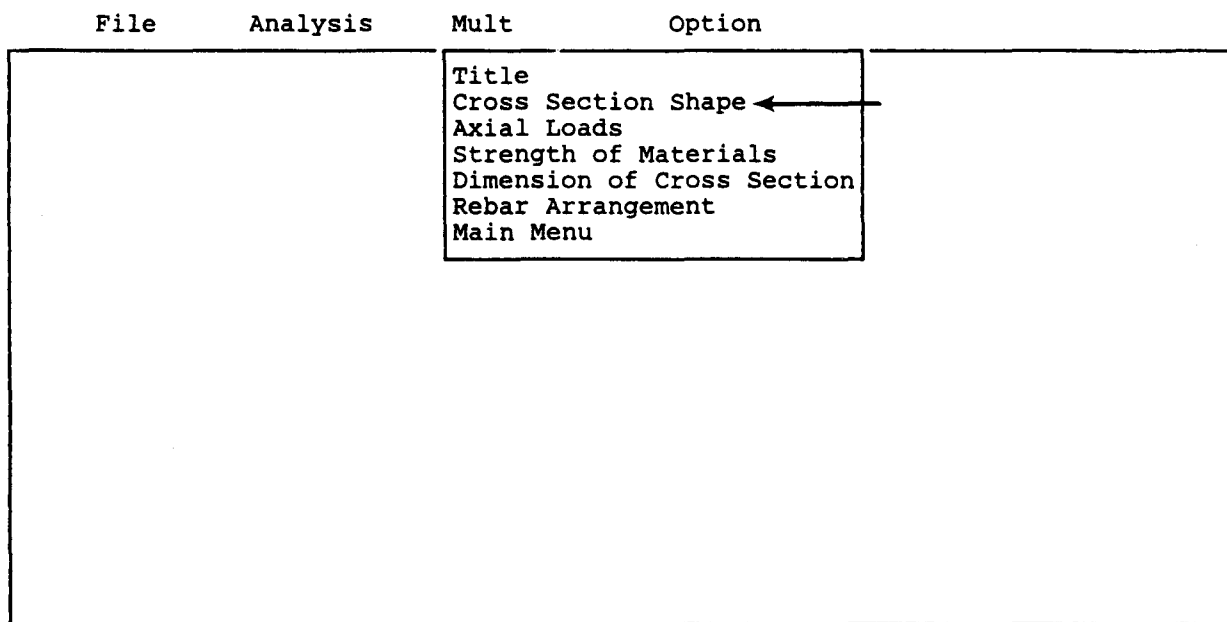 File Analysis Mult Option
Title
Cross Section Shape
Axial Loads
Strength of Materials
Dimension of Cross Section
Rebar Arrangement
Main Menu